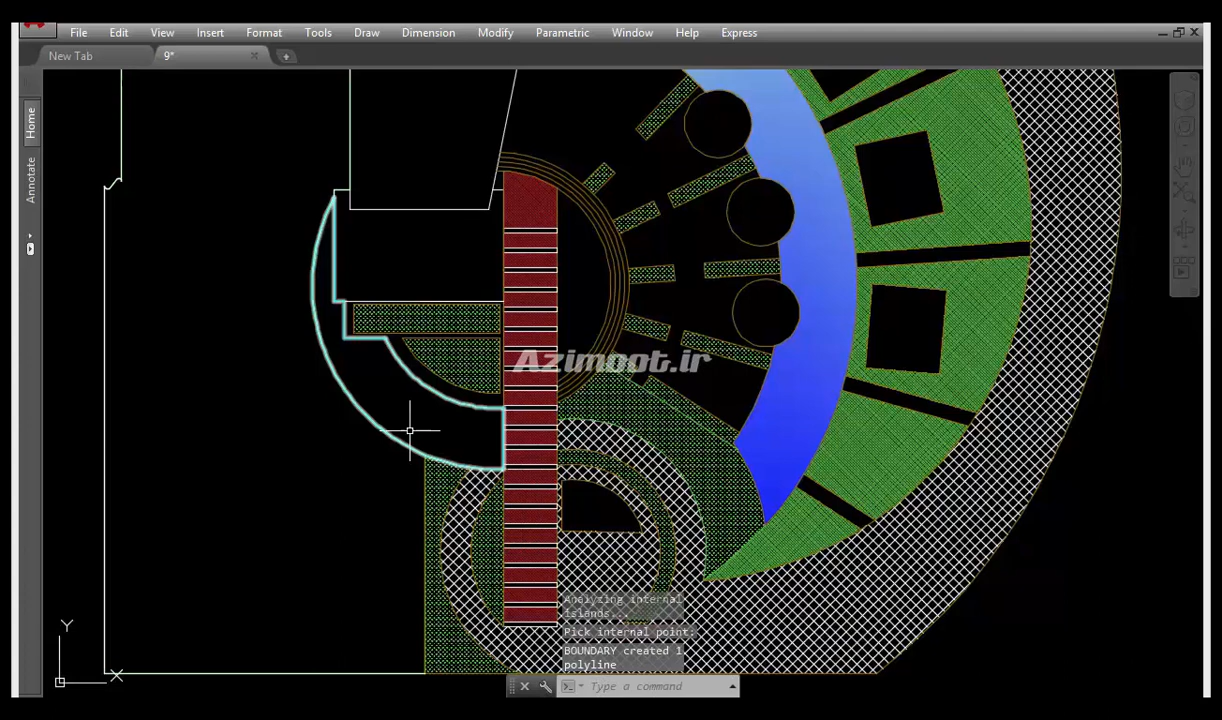 File Edit View Insert Format Tools Draw Dimension Modify Parametric Window Help Express
New Tab
9*
Home
Annotate
Azimoot.ir
Analyzing internal
islands...
Pick internal point:
BOUNDARY created 1
polyline
Type a command
Y
X